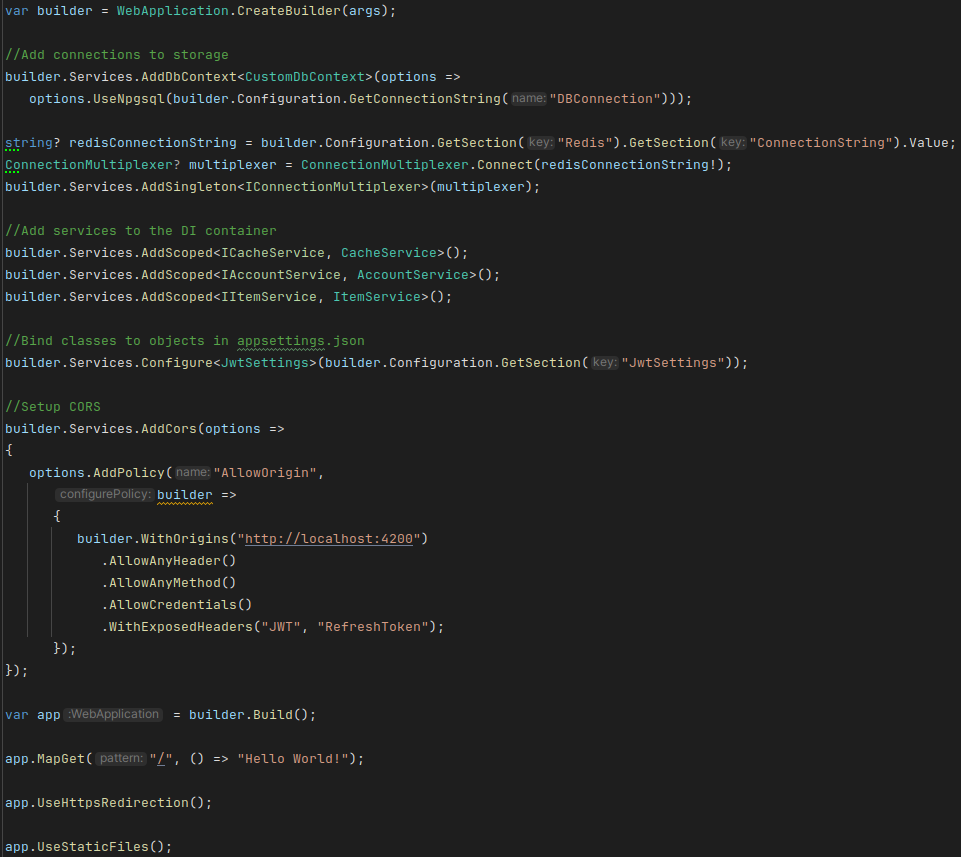 var builder = WebApplication.CreateBuilder(args);
//Add connections to storage
builder.Services.AddDbContext<CustomDbContext>(options =>
options.UseNpgsql(builder.Configuration.GetConnectionString( name: "DBConnection")));
string? redisConnectionString = builder.Configuration.GetSection( key: "Redis").GetSection( key: "ConnectionString").Value;
ConnectionMultiplexer? multiplexer = ConnectionMultiplexer.Connect(redisConnectionString!);
builder.Services.AddSingleton<IConnectionMultiplexer>(multiplexer);
//Add services to the DI container
builder.Services.AddScoped<ICacheService, CacheService>();
builder.Services.AddScoped<IAccountService, AccountService>();
builder.Services.AddScoped<IItemService, ItemService>();
//Bind classes to objects in appsettings.json
builder.Services.Configure<JwtSettings>(builder.Configuration.GetSection( key: "JwtSettings"));
//Setup CORS
builder.Services.AddCors(options =>
{
options.AddPolicy( name: "AllowOrigin",
configurePolicy: builder =>
{
builder.WithOrigins("http://localhost:4200")
.AllowAnyHeader()
.AllowAnyMethod()
.AllowCredentials()
.WithExposedHeaders("JWT", "RefreshToken");
});
});
var app :WebApplication = builder.Build();
app.MapGet( pattern: "/", () => "Hello World!");
app.UseHttpsRedirection();
app.UseStaticFiles();